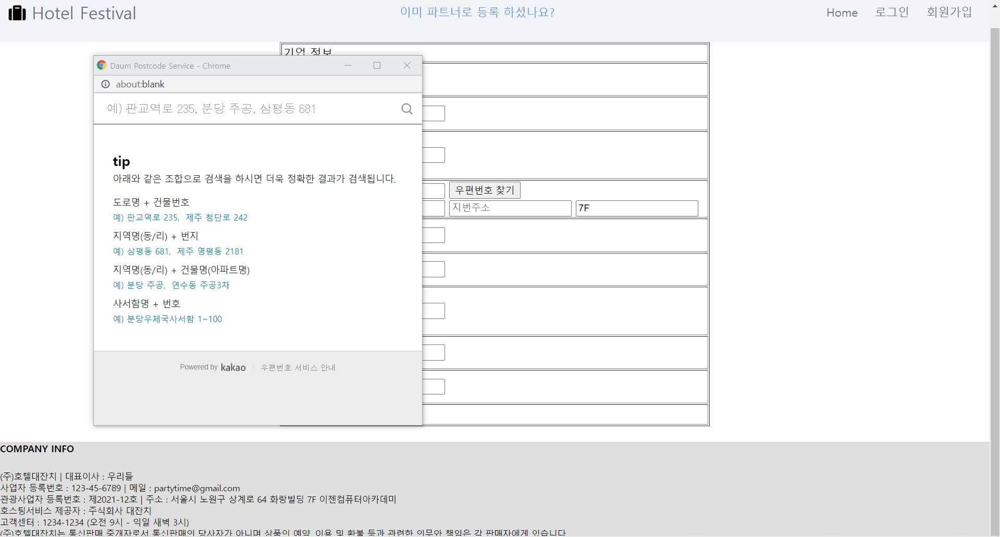 Hotel Festival
이미 파트너로 등록 하셨나요?
Home 로그인 회원가입
기업 정보
Daum Postcode Service - Chrome
about:blank
예) 판교역로 235, 분당 주공, 삼평동 681
tip
아래와 같은 조합으로 검색을 하시면 더욱 정확한 결과가 검색됩니다.
도로명 + 건물번호
예) 판교역로 235, 제주 첨단로 242
지역명(동/리) + 번지
예) 삼평동 681, 제주 영평동 2181
지역명(동/리) + 건물명(아파트명)
예) 분당 주공, 연수동 주공3차
사서함명 + 번호
예) 분당우체국사서함 1~100
Powered by kakao 우편번호 서비스 안내
우편번호 찾기
지번주소 7F
COMPANY INFO
(주)호텔대잔치 | 대표이사 : 우리들
사업자 등록번호 : 123-45-6789 | 메일 : partytime@gmail.com
관광사업자 등록번호 : 제2021-12호 | 주소 : 서울시 노원구 상계로 64 화랑빌딩 7F 이젠컴퓨터아카데미
호스팅서비스 제공자 : 주식회사 대잔치
고객센터 : 1234-1234 (오전 9시 - 익일 새벽 3시)
(주)호텔대잔치는 통신판매 중개자로서 통신판매의 당사자가 아니며 상품의 예약, 이용 및 환불 등과 관련한 의무와 책임은 각 판매자에게 있습니다